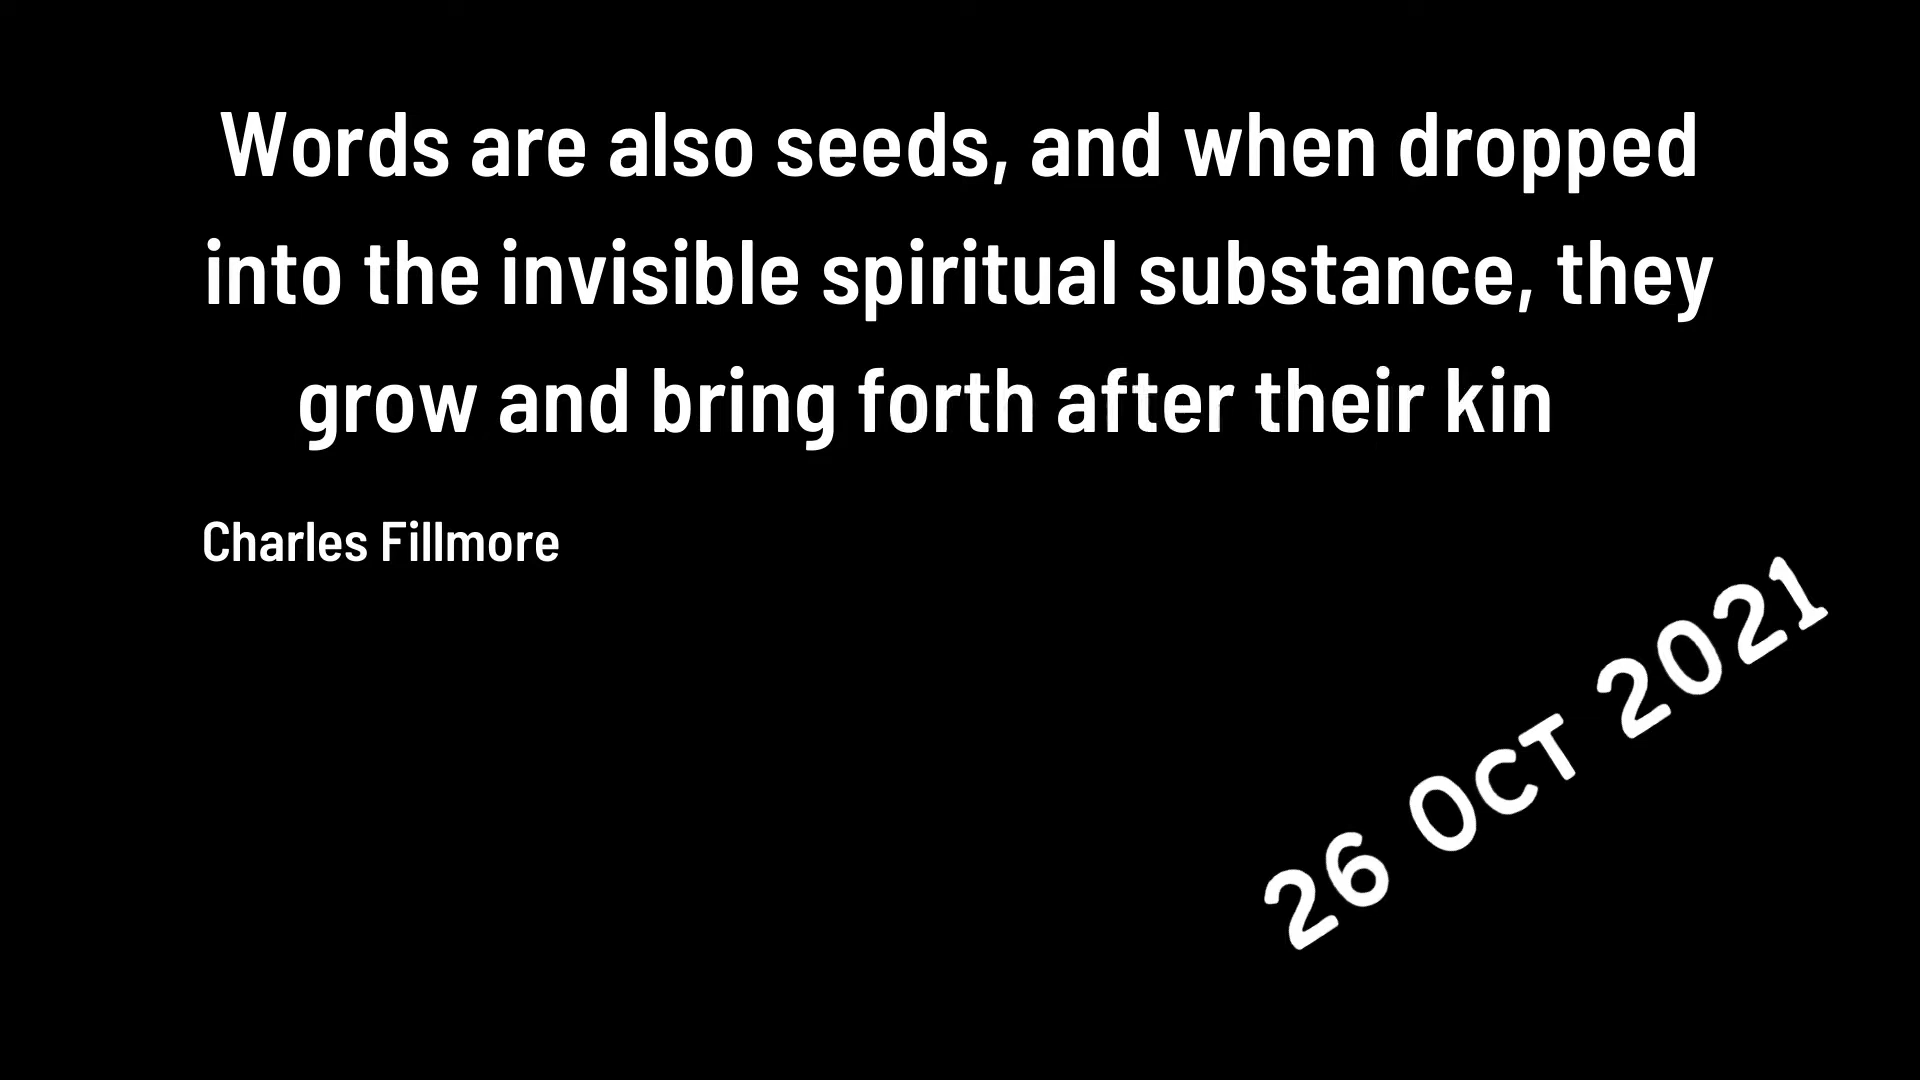 Words are also seeds, and when dropped
into the invisible spiritual substance, they
grow and bring forth after their kin
Charles Fillmore
26 OCT 2021